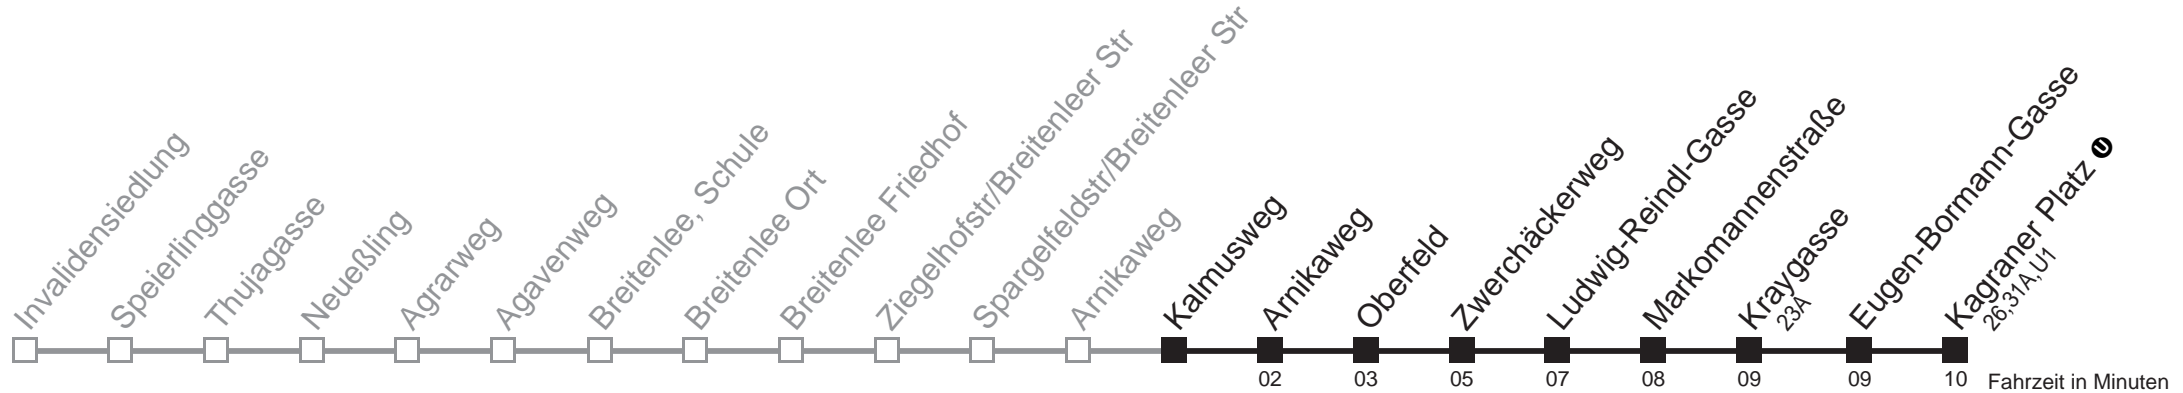 Invalidensiedlung
Speierlinggasse
Thujagasse
Neueßling
Agrarweg
Agavenweg
Breitenlee, Schule
Breitenlee Ort
Breitenlee Friedhof
Ziegelhofstr/Breitenleer Str
Spargelfeldstr/Breitenleer Str
Arnikaweg
Kalmusweg
Arnikaweg
Oberfeld
Zwerchäckerweg
Ludwig-Reindl-Gasse
Markomannenstraße
Kraygasse
23A
Eugen-Bormann-Gasse
Kagraner Platz U
26,31A,U1
02 03 05 07 08 09 09 10 Fahrzeit in Minuten